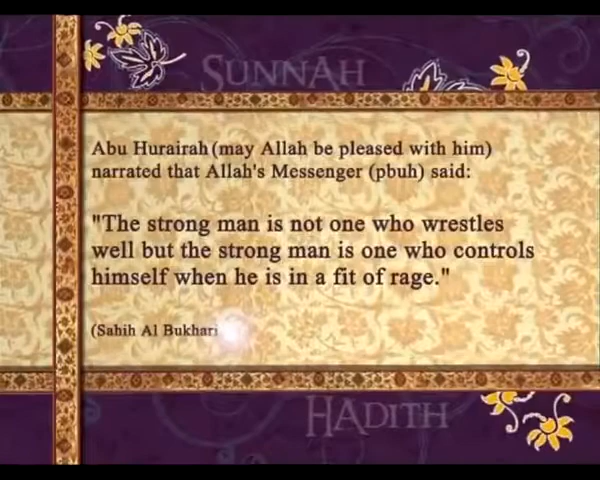 SUNNAH
Abu Hurairah (may Allah be pleased with him)
narrated that Allah's Messenger (pbuh) said:
"The strong man is not one who wrestles
well but the strong man is one who controls
himself when he is in a fit of rage."
(Sahih Al Bukhari
HADITH